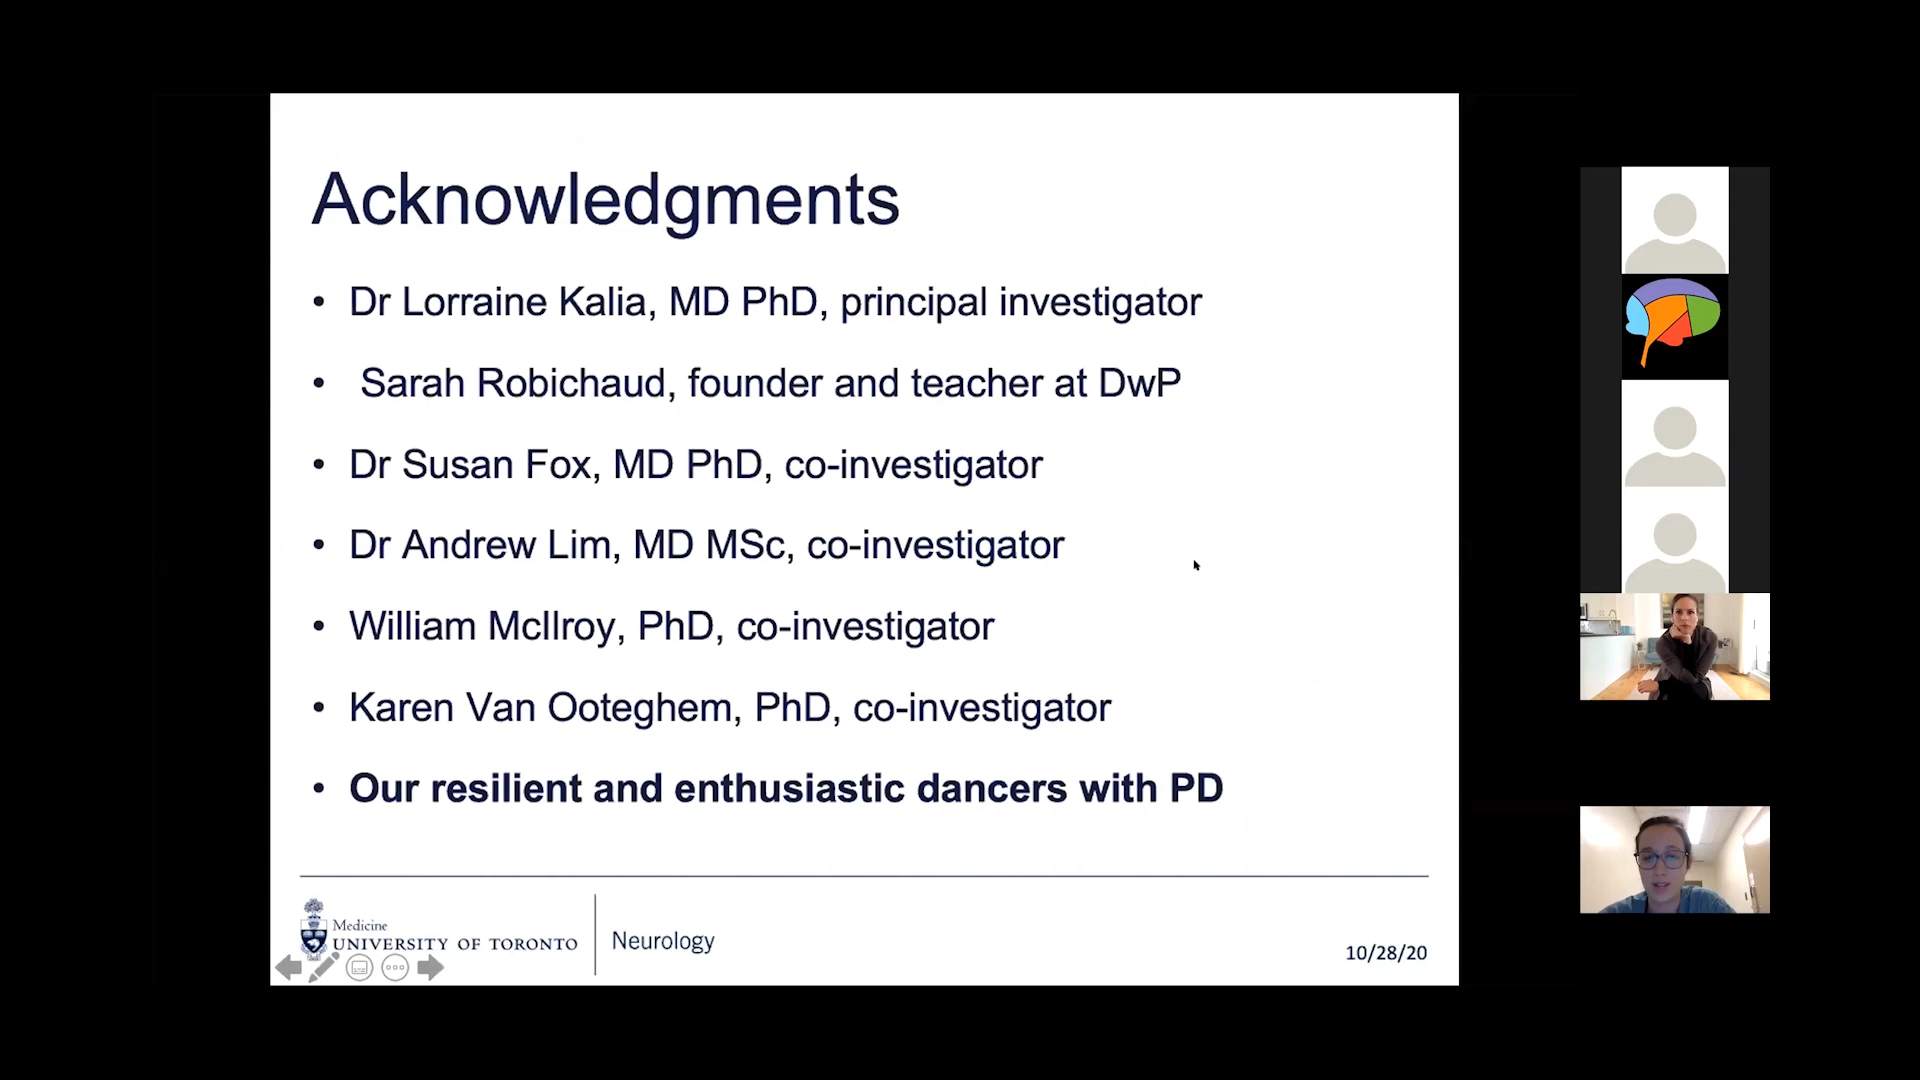 Acknowledgments
• Dr Lorraine Kalia, MD PhD, principal investigator
• Sarah Robichaud, founder and teacher at DwP
• Dr Susan Fox, MD PhD, co-investigator
• Dr Andrew Lim, MD MSc, co-investigator
• William McIlroy, PhD, co-investigator
• Karen Van Ooteghem, PhD, co-investigator
• Our resilient and enthusiastic dancers with PD
Medicine
UNIVERSITY OF TORONTO
Neurology
10/28/20